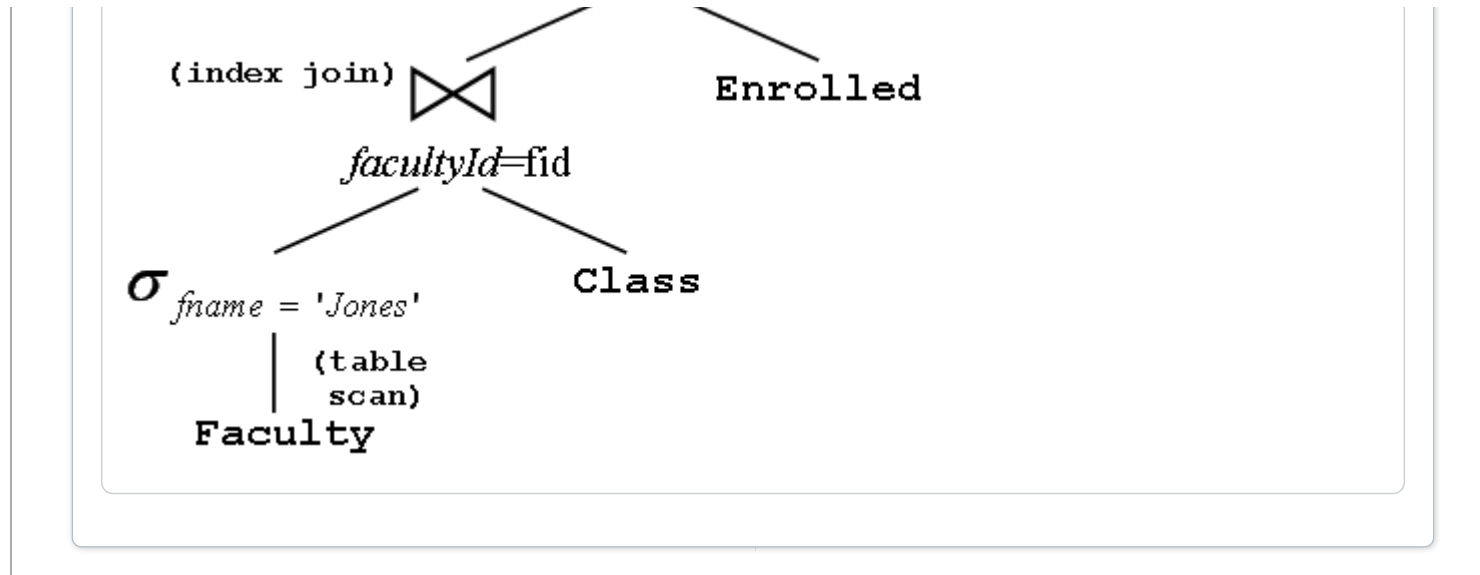 (index join)
Enrolled
facultyId=fid
Class
σ fname = 'Jones'
(table
scan)
Faculty